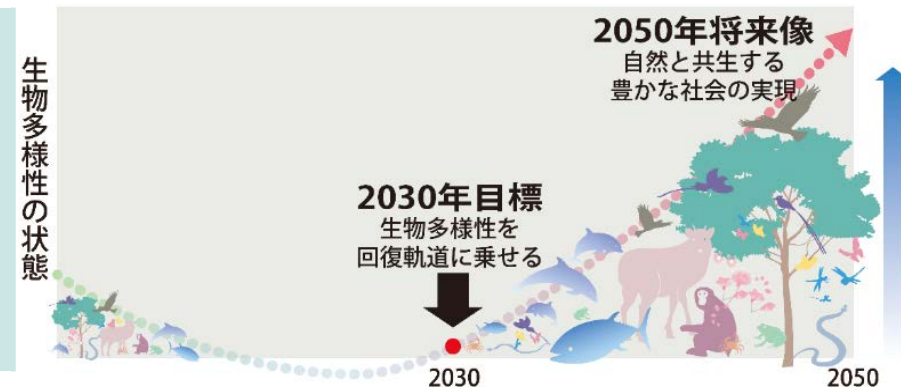 生物多様性の状態
2050年将来像
自然と共生する
豊かな社会の実現
2030年目標
生物多様性を
回復軌道に乗せる
2030
2050